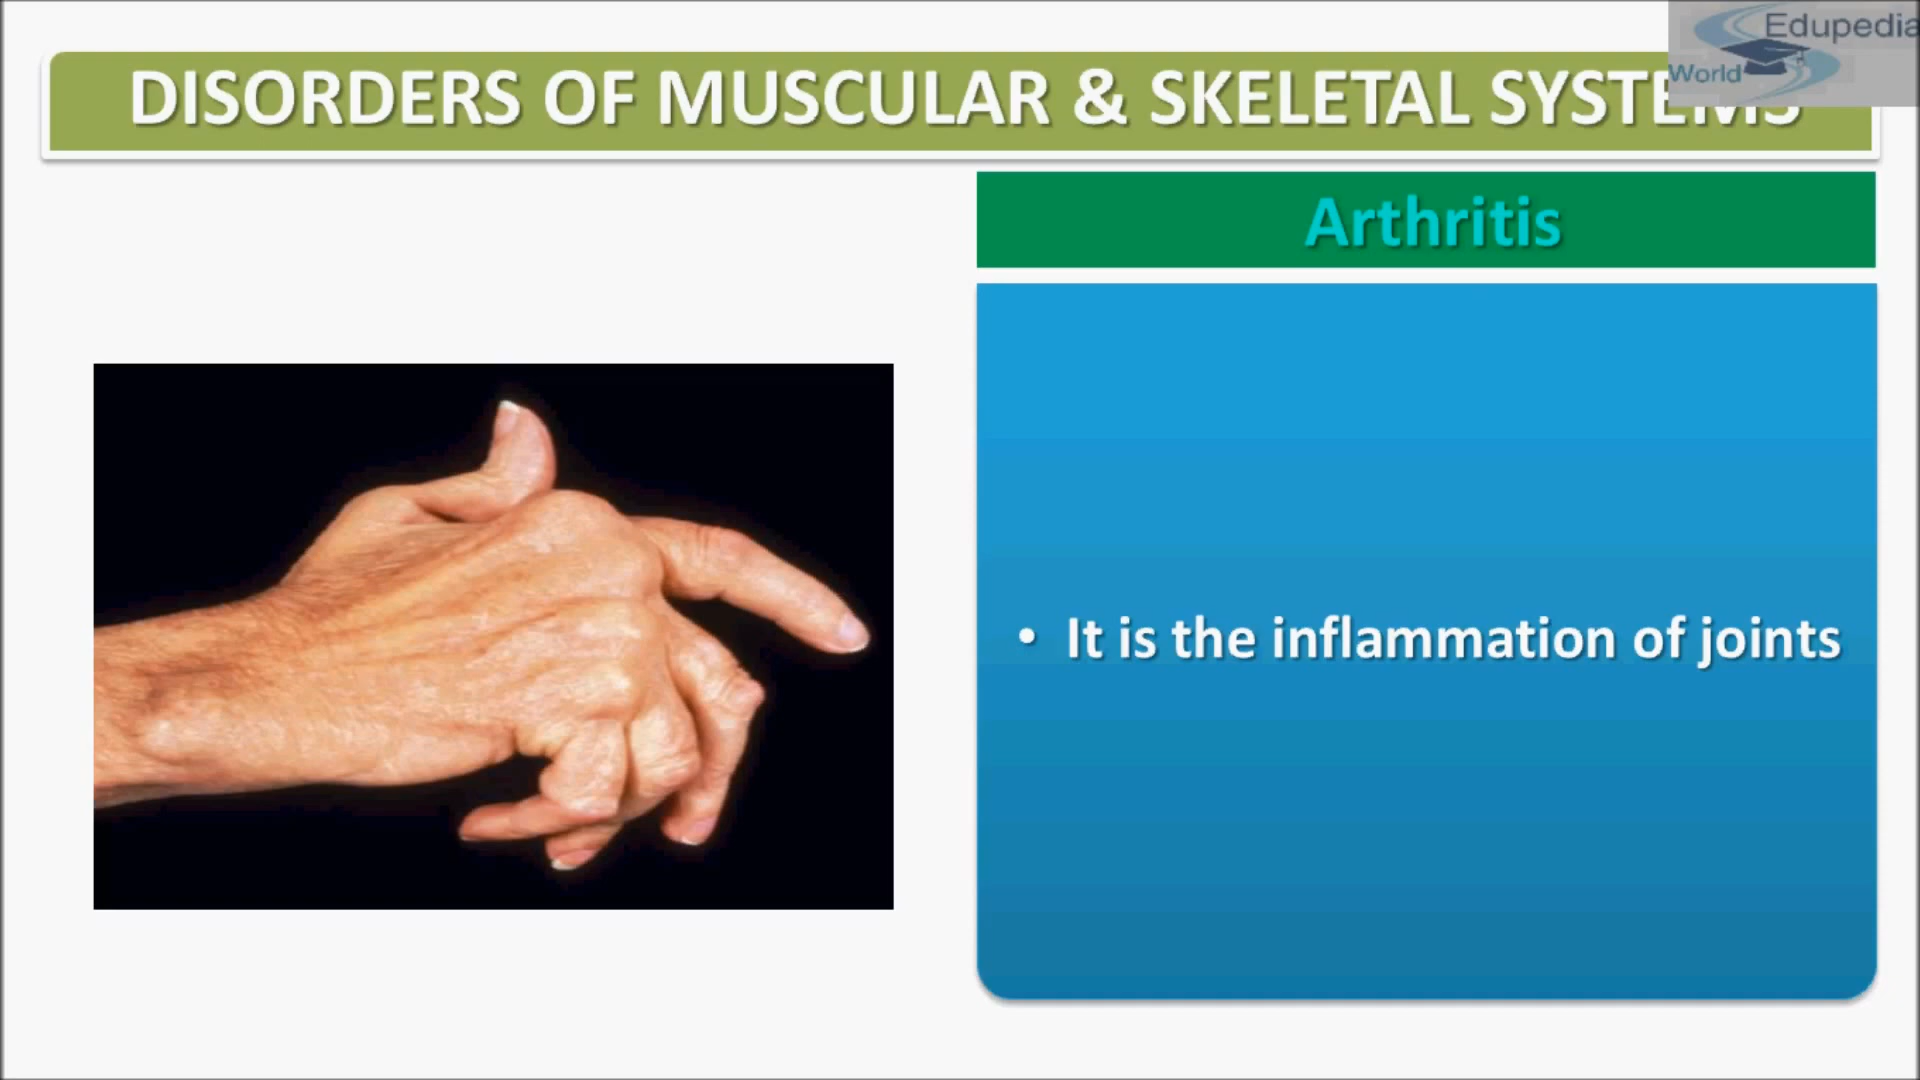 Edupedia
World
DISORDERS OF MUSCULAR & SKELETAL SYSTEMS
Arthritis
• It is the inflammation of joints